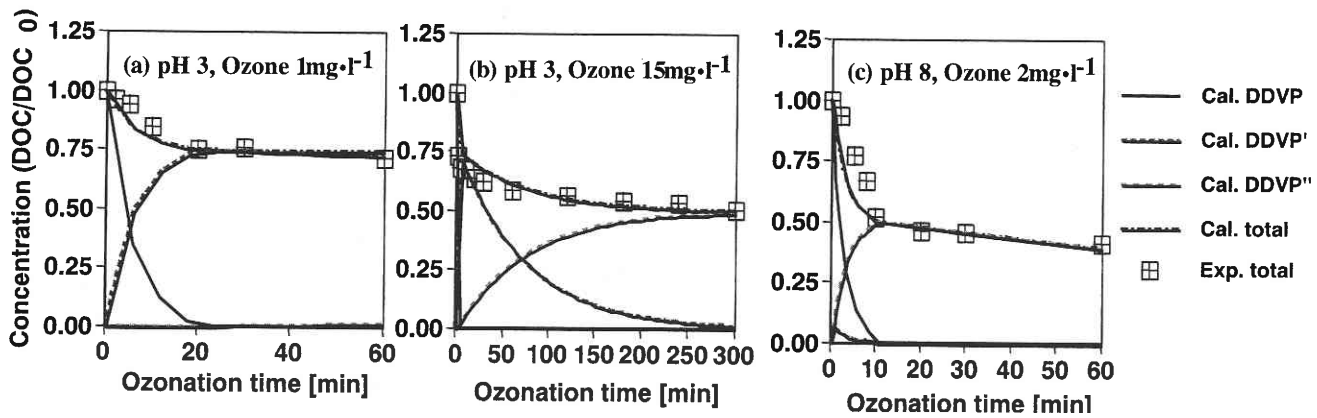 Concentration (DOC/DOC 0)
1.25
1.00
0.75
0.50
0.25
0.00
(a) pH 3, Ozone 1mg•l-1
0 20 40 60
Ozonation time [min]
1.25
1.00
0.75
0.50
0.25
0.00
(b) pH 3, Ozone 15mg•l-1
0 50 100 150 200 250 300
Ozonation time [min]
1.25
1.00
0.75
0.50
0.25
0.00
(c) pH 8, Ozone 2mg•l-1
0 10 20 30 40 50 60
Ozonation time [min]
Cal. DDVP
Cal. DDVP'
Cal. DDVP"
Cal. total
Exp. total